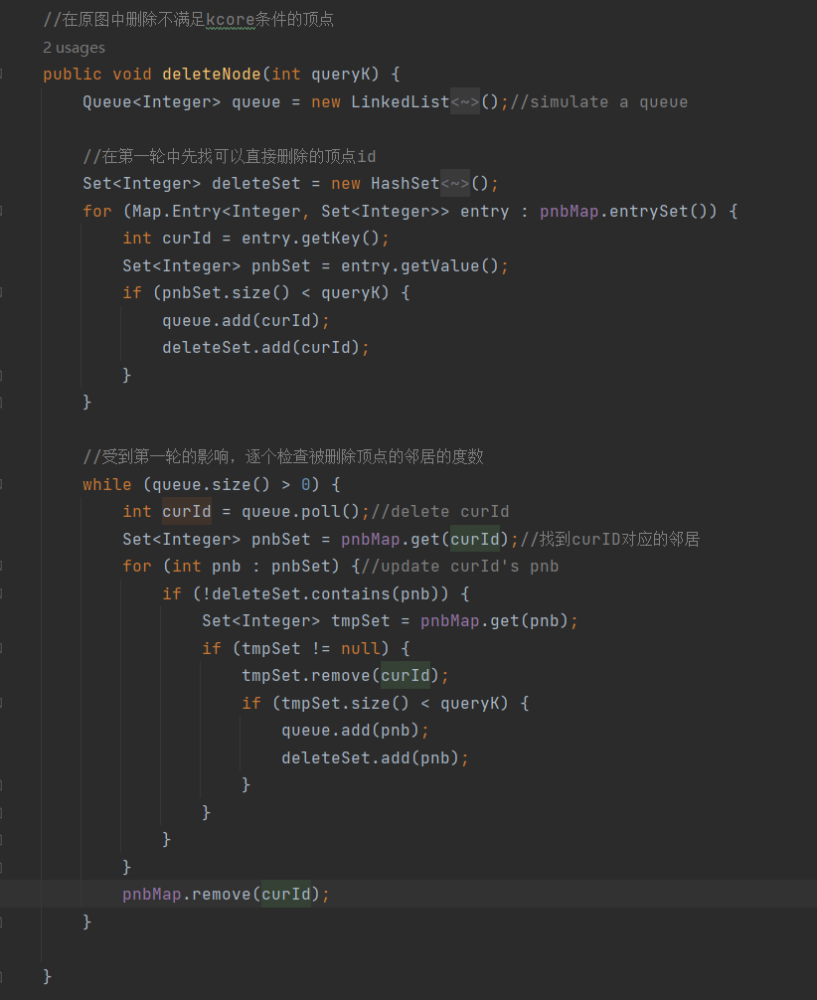 //在原图中删除不满足kcore条件的顶点
2 usages
public void deleteNode(int queryK) {
Queue<Integer> queue = new LinkedList<~>();//simulate a queue
//在第一轮中先找可以直接删除的顶点id
Set<Integer> deleteSet = new HashSet<~>();
for (Map.Entry<Integer, Set<Integer>> entry : pnbMap.entrySet()) {
int curId = entry.getKey();
Set<Integer> pnbSet = entry.getValue();
if (pnbSet.size() < queryK) {
queue.add(curId);
deleteSet.add(curId);
}
}
//受到第一轮的影响，逐个检查被删除顶点的邻居的度数
while (queue.size() > 0) {
int curId = queue.poll();//delete curId
Set<Integer> pnbSet = pnbMap.get(curId);//找到curID对应的邻居
for (int pnb : pnbSet) {//update curId's pnb
if (!deleteSet.contains(pnb)) {
Set<Integer> tmpSet = pnbMap.get(pnb);
if (tmpSet != null) {
tmpSet.remove(curId);
if (tmpSet.size() < queryK) {
queue.add(pnb);
deleteSet.add(pnb);
}
}
}
}
pnbMap.remove(curId);
}
}